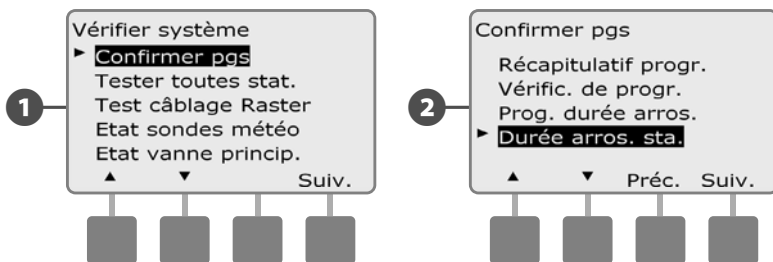 1
Vérifier système
► Confirmer pgs
Tester toutes stat.
Test câblage Raster
Etat sondes météo
Etat vanne princip.
▲ ▼ Suiv.
2
Confirmer pgs
Récapitulatif progr.
Vérific. de progr.
Prog. durée arros.
► Durée arros. sta.
▲ ▼ Préc. Suiv.